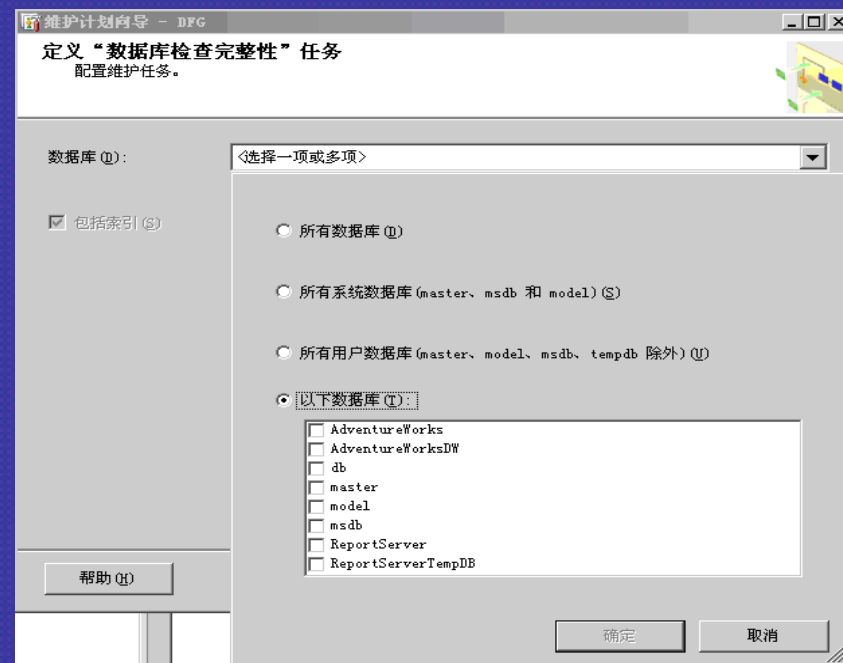 维护计划向导 - DFG
定义“数据库检查完整性”任务
配置维护任务。
数据库(D):
<选择一项或多项>
包括索引(S)
所有数据库(D)
所有系统数据库(master、msdb 和 model)(S)
所有用户数据库(master、model、msdb、tempdb 除外)(U)
以下数据库(T):
AdventureWorks
AdventureWorksDW
db
master
model
msdb
ReportServer
ReportServerTempDB
帮助(H)
确定
取消